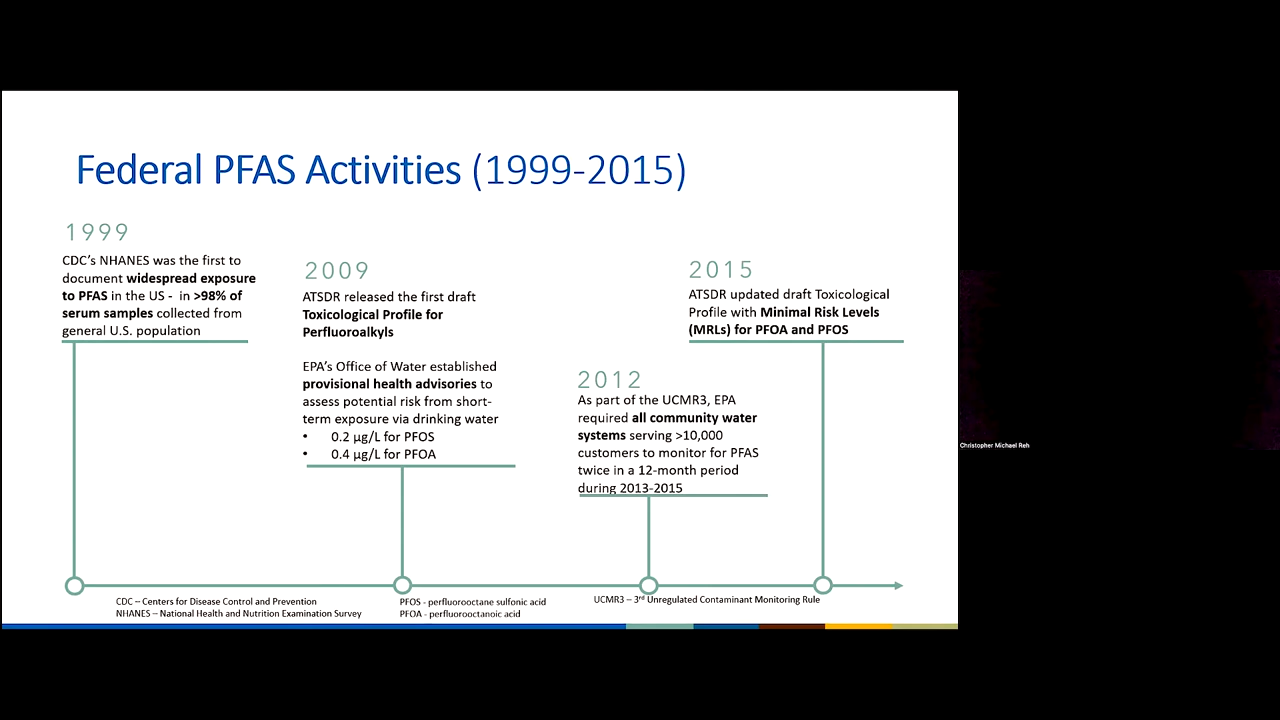 Federal PFAS Activities (1999-2015)
1999
CDC's NHANES was the first to
document widespread exposure
to PFAS in the US - in >98% of
serum samples collected from
general U.S. population
2009
ATSDR released the first draft
Toxicological Profile for
Perfluoroalkyls
EPA's Office of Water established
provisional health advisories to
assess potential risk from short-
term exposure via drinking water
• 0.2 µg/L for PFOS
• 0.4 µg/L for PFOA
2012
As part of the UCMR3, EPA
required all community water
systems serving >10,000
customers to monitor for PFAS
twice in a 12-month period
during 2013-2015
2015
ATSDR updated draft Toxicological
Profile with Minimal Risk Levels
(MRLs) for PFOA and PFOS
CDC – Centers for Disease Control and Prevention
NHANES – National Health and Nutrition Examination Survey
PFOS - perfluorooctane sulfonic acid
PFOA - perfluorooctanoic acid
UCMR3 – 3rd Unregulated Contaminant Monitoring Rule
Christopher Michael Reh